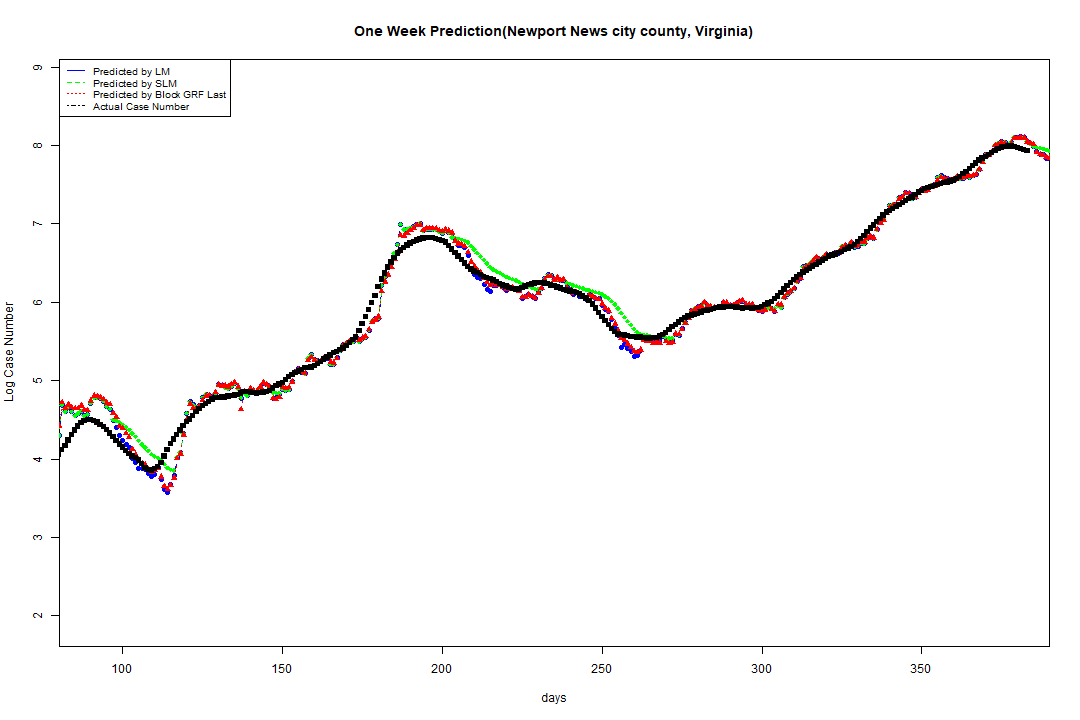 One Week Prediction(Newport News city county, Virginia)
Predicted by LM
Predicted by SLM
Predicted by Block GRF Last
Actual Case Number
9
8
7
6
5
4
3
2
Log Case Number
100 150 200 250 300 350
days